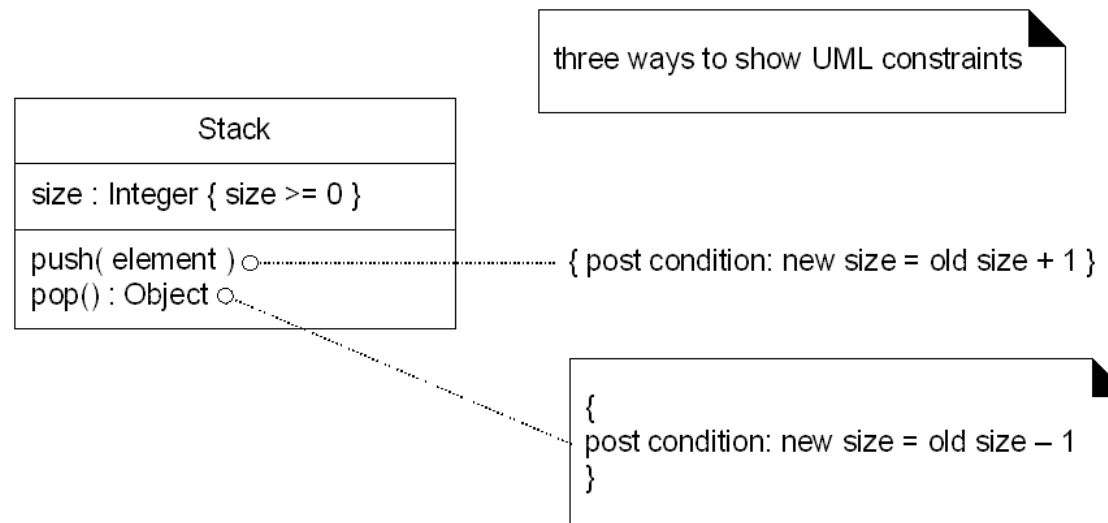 three ways to show UML constraints
Stack
size : Integer { size >= 0 }
push( element )
{ post condition: new size = old size + 1 }
pop() : Object
{
post condition: new size = old size – 1
}